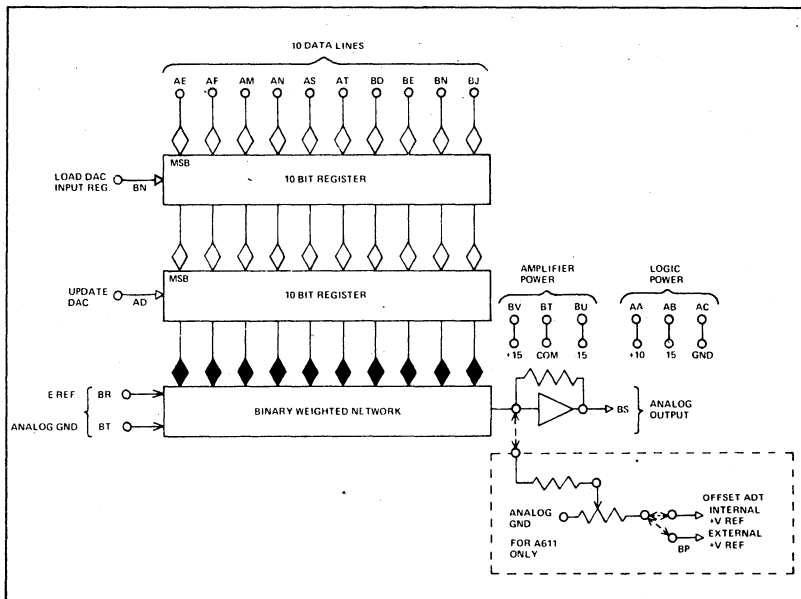 10 DATA LINES
AE AF AM AN AS AT BD BE BN BJ
MSB
LOAD DAC
INPUT REG.
BN
10 BIT REGISTER
MSB
UPDATE
DAC
AD
10 BIT REGISTER
AMPLIFIER
POWER
LOGIC
POWER
BV BT BU
AA AB AC
+15 COM 15
+10 15 GND
E REF.
BR
ANALOG GND
BT
BINARY WEIGHTED NETWORK
BS
ANALOG
OUTPUT
ANALOG
GND
FOR A611
ONLY
OFFSET ADT
INTERNAL
+V REF
EXTERNAL
+V REF
BP